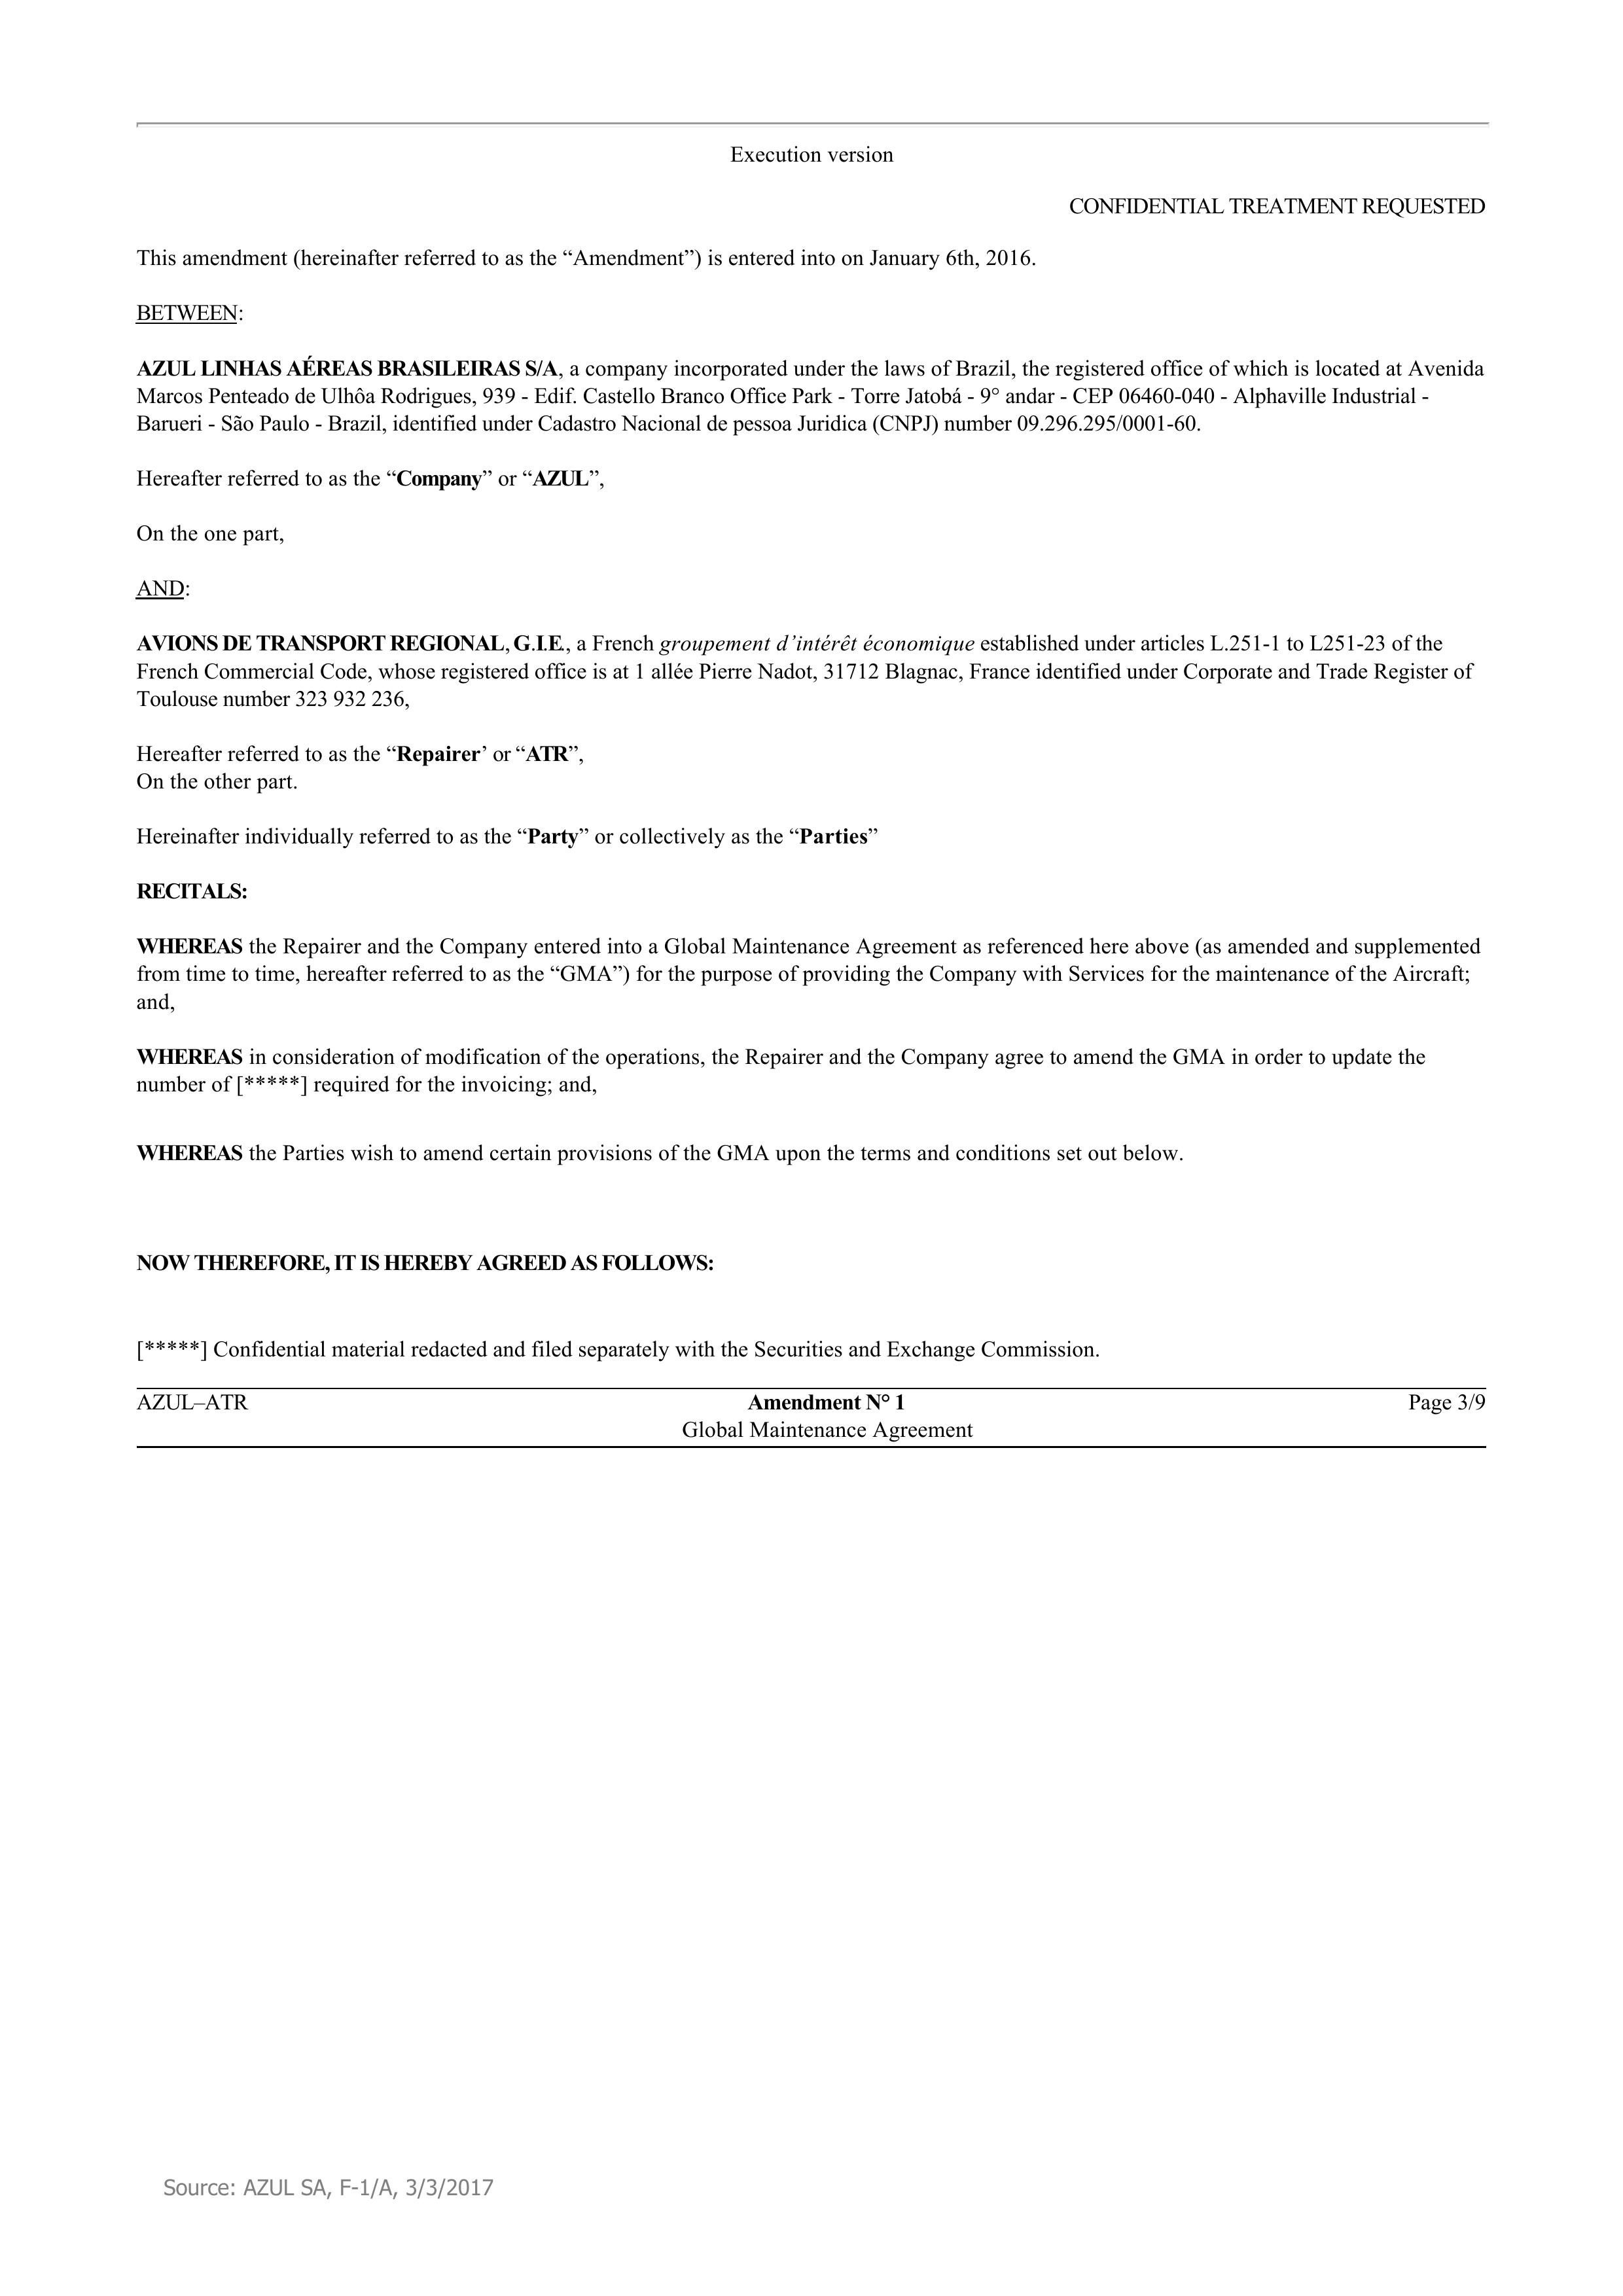 Execution version
CONFIDENTIAL TREATMENT REQUESTED
This amendment (hereinafter referred to as the “Amendment”) is entered into on January 6th, 2016.
BETWEEN:
AZUL LINHAS AÉREAS BRASILEIRAS S/A, a company incorporated under the laws of Brazil, the registered office of which is located at Avenida
Marcos Penteado de Ulhôa Rodrigues, 939 - Edif. Castello Branco Office Park - Torre Jatobá - 9° andar - CEP 06460-040 - Alphaville Industrial -
Barueri - São Paulo - Brazil, identified under Cadastro Nacional de pessoa Juridica (CNPJ) number 09.296.295/0001-60.
Hereafter referred to as the “Company” or “AZUL”,
On the one part,
AND:
AVIONS DE TRANSPORT REGIONAL, G.I.E., a French groupement d’intérêt économique established under articles L.251-1 to L251-23 of the
French Commercial Code, whose registered office is at 1 allée Pierre Nadot, 31712 Blagnac, France identified under Corporate and Trade Register of
Toulouse number 323 932 236,
Hereafter referred to as the “Repairer’ or “ATR”,
On the other part.
Hereinafter individually referred to as the “Party” or collectively as the “Parties”
RECITALS:
WHEREAS the Repairer and the Company entered into a Global Maintenance Agreement as referenced here above (as amended and supplemented
from time to time, hereafter referred to as the “GMA”) for the purpose of providing the Company with Services for the maintenance of the Aircraft;
and,
WHEREAS in consideration of modification of the operations, the Repairer and the Company agree to amend the GMA in order to update the
number of [*****] required for the invoicing; and,
WHEREAS the Parties wish to amend certain provisions of the GMA upon the terms and conditions set out below.
NOW THEREFORE, IT IS HEREBY AGREED AS FOLLOWS:
[*****] Confidential material redacted and filed separately with the Securities and Exchange Commission.
AZUL–ATR Amendment N° 1 Page 3/9
Global Maintenance Agreement
Source: AZUL SA, F-1/A, 3/3/2017